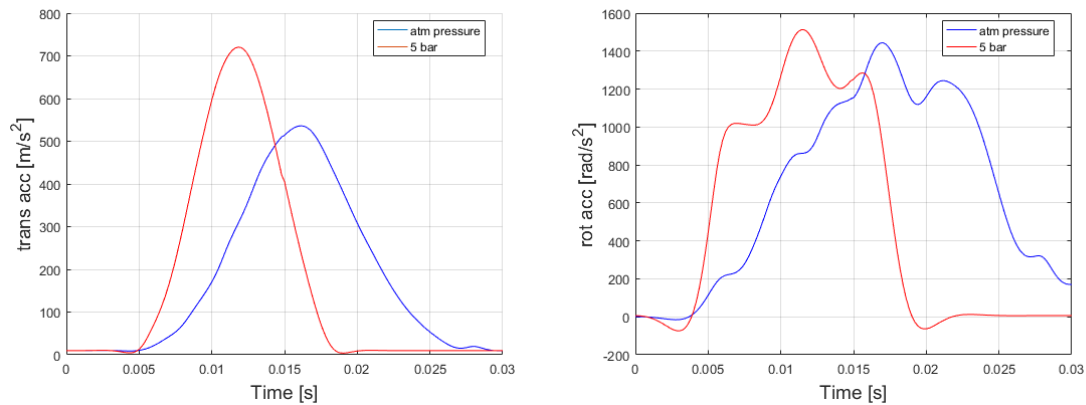 800
700
600
500
400
300
200
100
0
trans acc [m/s²]
atm pressure
5 bar
0 0.005 0.01 0.015 0.02 0.025 0.03
Time [s]
1600
1400
1200
1000
800
600
400
200
0
-200
rot acc [rad/s²]
atm pressure
5 bar
0 0.005 0.01 0.015 0.02 0.025 0.03
Time [s]